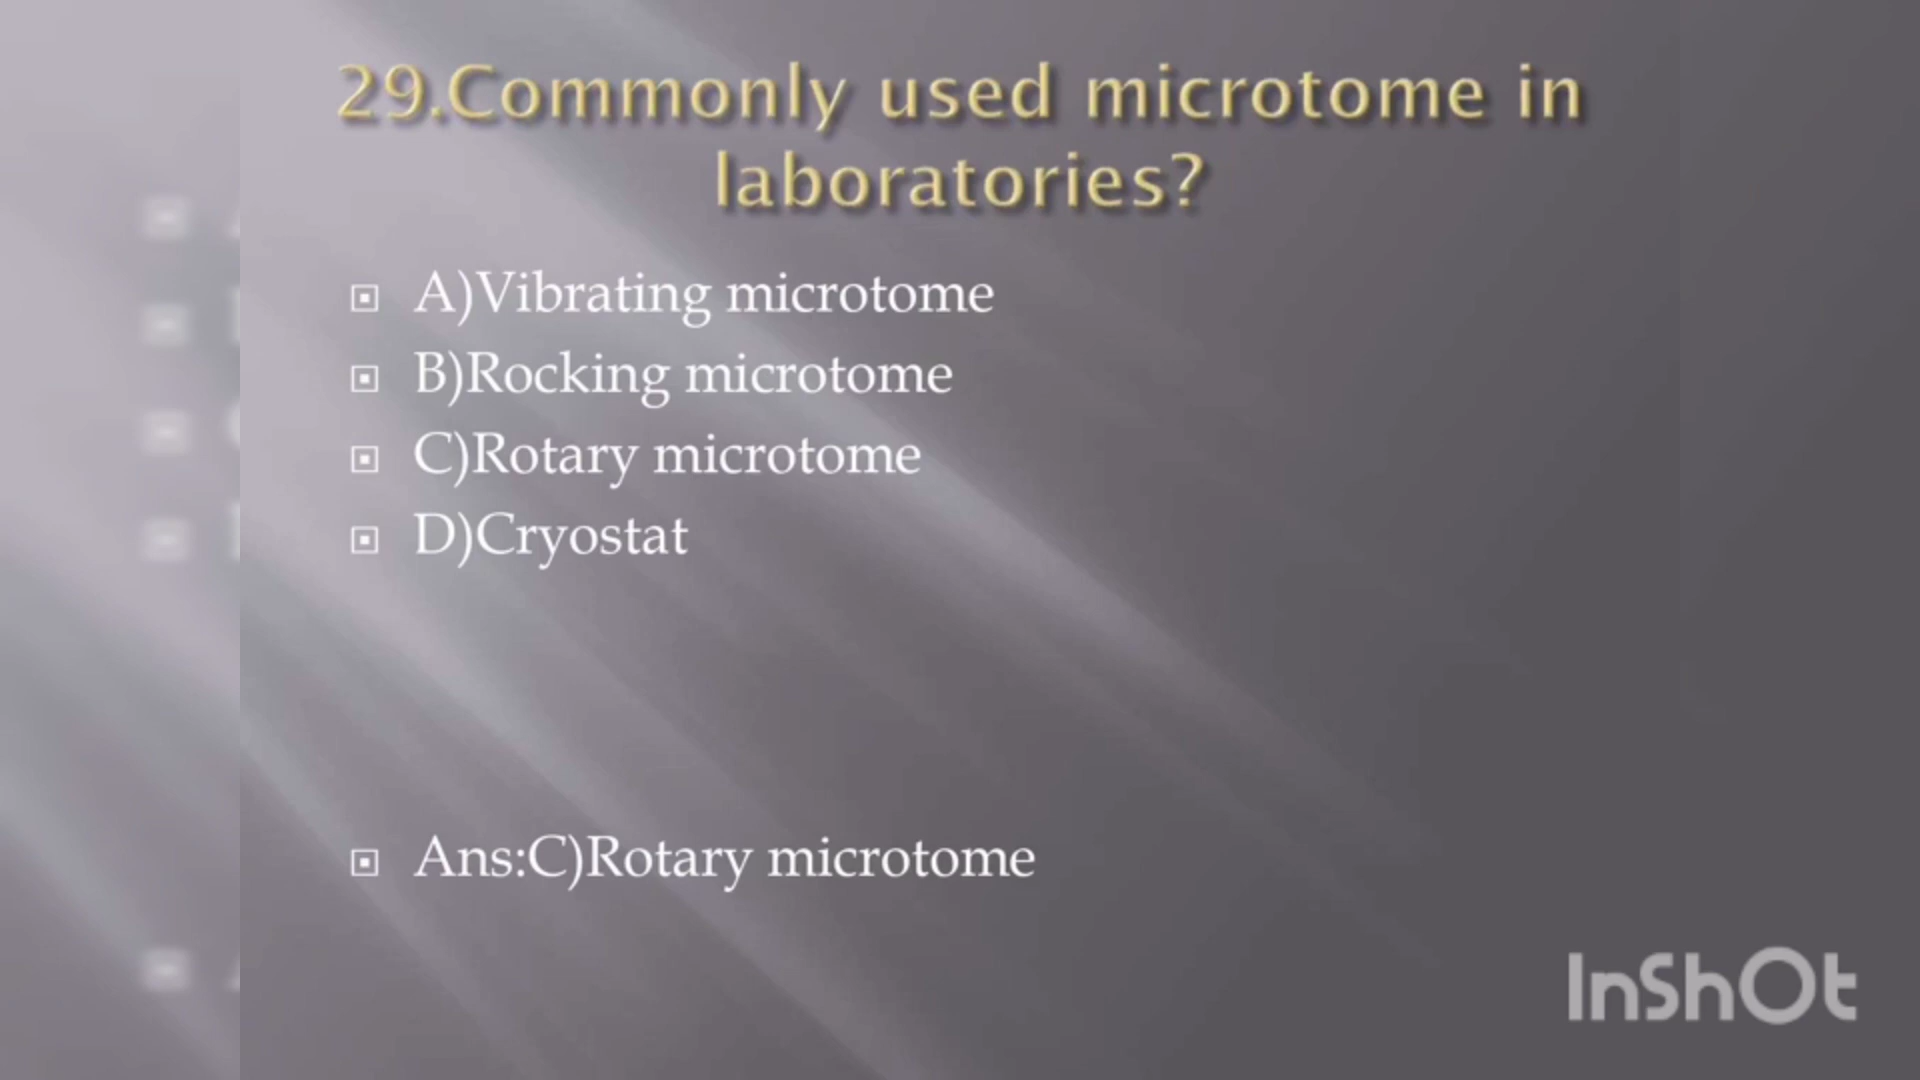 29.Commonly used microtome in
laboratories?
A)Vibrating microtome
B)Rocking microtome
C)Rotary microtome
D)Cryostat
Ans:C)Rotary microtome
InShOt